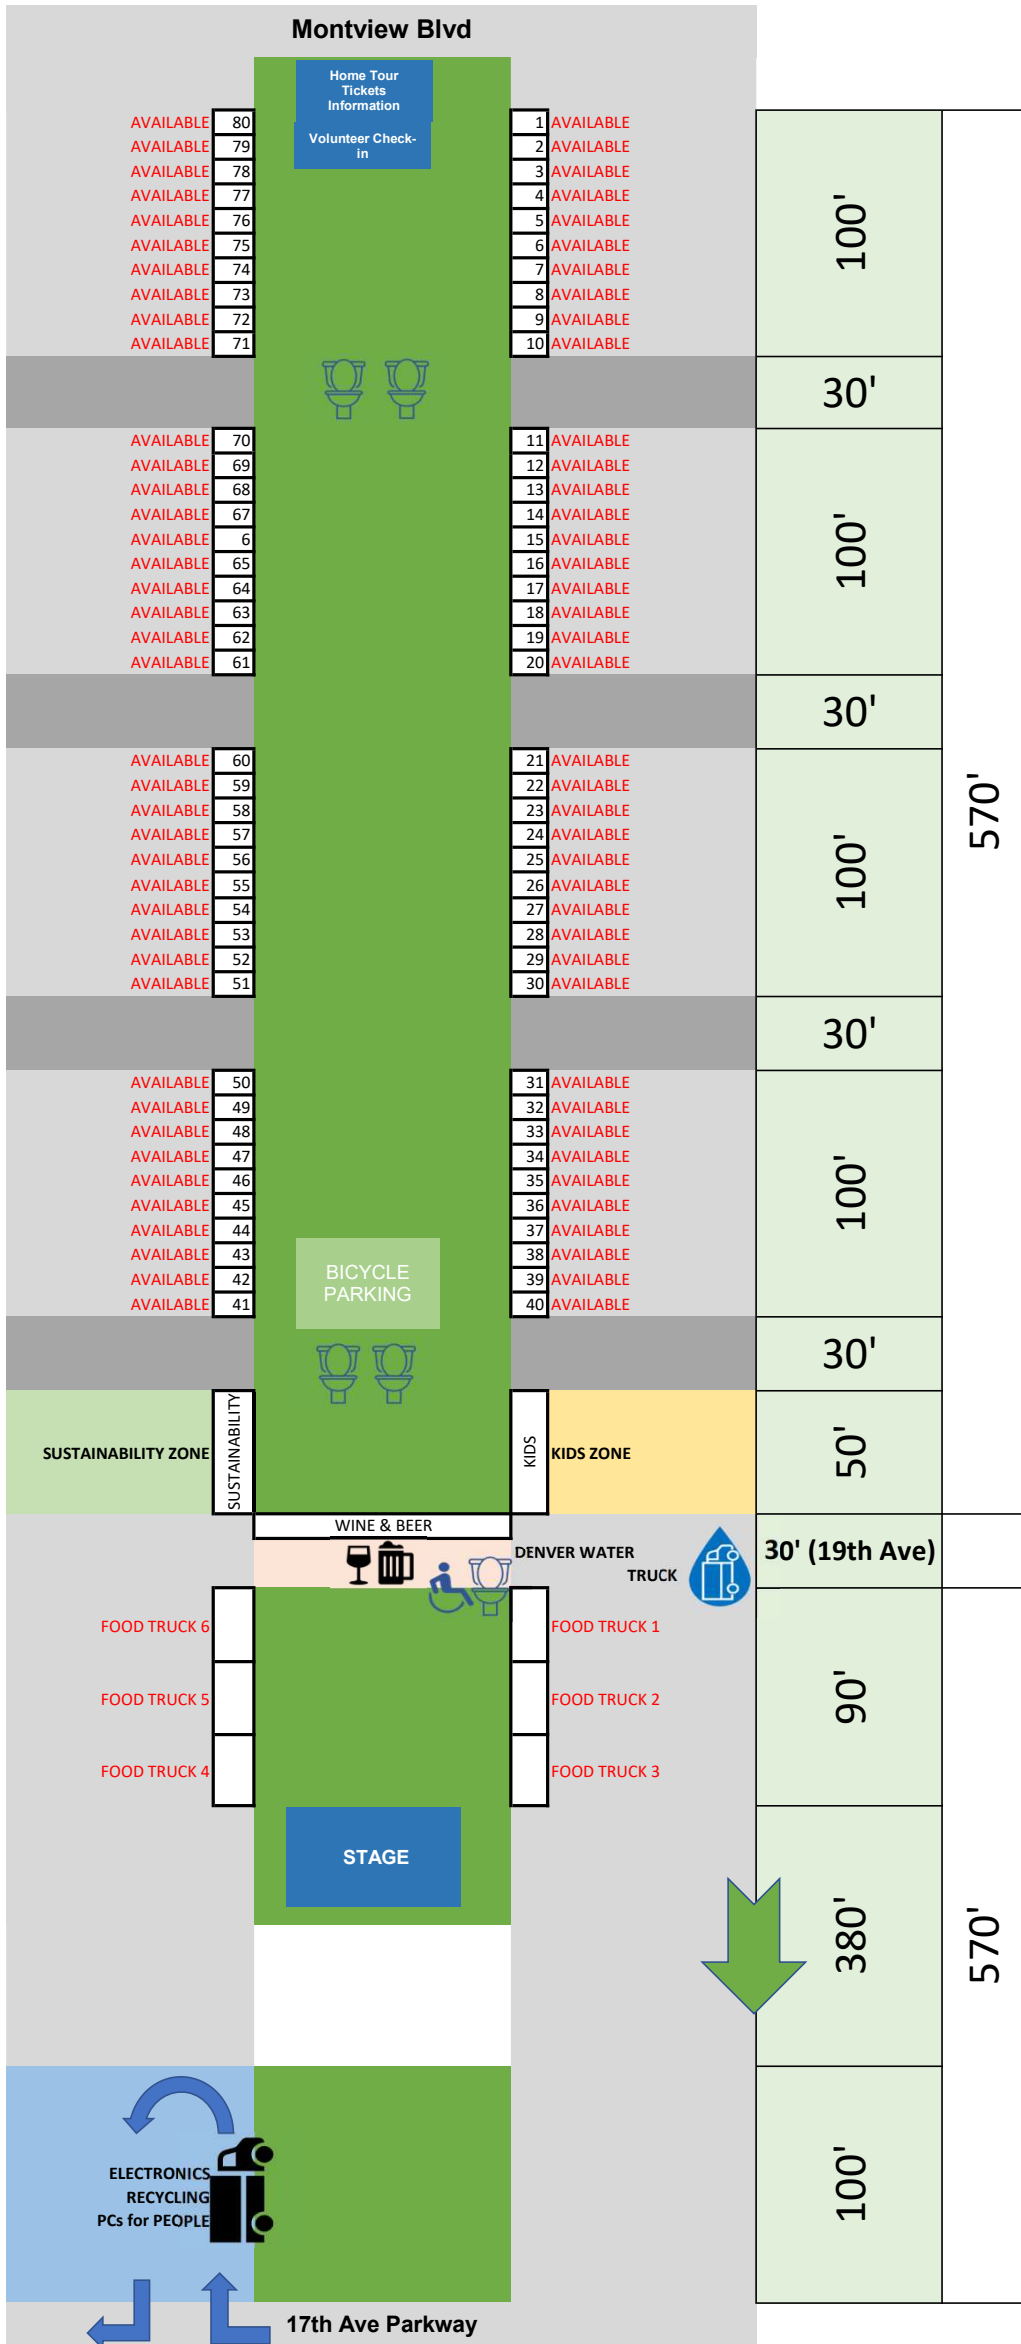 Montview Blvd
Home Tour
Tickets
Information
Volunteer Check-
in
AVAILABLE 80 1 AVAILABLE
AVAILABLE 79 2 AVAILABLE
AVAILABLE 78 3 AVAILABLE
AVAILABLE 77 4 AVAILABLE
AVAILABLE 76 5 AVAILABLE
AVAILABLE 75 6 AVAILABLE
AVAILABLE 74 7 AVAILABLE
AVAILABLE 73 8 AVAILABLE
AVAILABLE 72 9 AVAILABLE
AVAILABLE 71 10 AVAILABLE
100'
30'
AVAILABLE 70 11 AVAILABLE
AVAILABLE 69 12 AVAILABLE
AVAILABLE 68 13 AVAILABLE
AVAILABLE 67 14 AVAILABLE
AVAILABLE 6 15 AVAILABLE
AVAILABLE 65 16 AVAILABLE
AVAILABLE 64 17 AVAILABLE
AVAILABLE 63 18 AVAILABLE
AVAILABLE 62 19 AVAILABLE
AVAILABLE 61 20 AVAILABLE
100'
30'
AVAILABLE 60 21 AVAILABLE
AVAILABLE 59 22 AVAILABLE
AVAILABLE 58 23 AVAILABLE
AVAILABLE 57 24 AVAILABLE
AVAILABLE 56 25 AVAILABLE
AVAILABLE 55 26 AVAILABLE
AVAILABLE 54 27 AVAILABLE
AVAILABLE 53 28 AVAILABLE
AVAILABLE 52 29 AVAILABLE
AVAILABLE 51 30 AVAILABLE
100'
570'
30'
AVAILABLE 50 31 AVAILABLE
AVAILABLE 49 32 AVAILABLE
AVAILABLE 48 33 AVAILABLE
AVAILABLE 47 34 AVAILABLE
AVAILABLE 46 35 AVAILABLE
AVAILABLE 45 36 AVAILABLE
AVAILABLE 44 37 AVAILABLE
AVAILABLE 43 38 AVAILABLE
AVAILABLE 42 39 AVAILABLE
AVAILABLE 41 40 AVAILABLE
100'
BICYCLE
PARKING
30'
SUSTAINABILITY ZONE
SUSTAINABILITY
KIDS
KIDS ZONE
50'
WINE & BEER
DENVER WATER
TRUCK
30' (19th Ave)
FOOD TRUCK 6 FOOD TRUCK 1
FOOD TRUCK 5 FOOD TRUCK 2
FOOD TRUCK 4 FOOD TRUCK 3
90'
STAGE
380'
570'
ELECTRONICS
RECYCLING
PCs for PEOPLE
100'
17th Ave Parkway